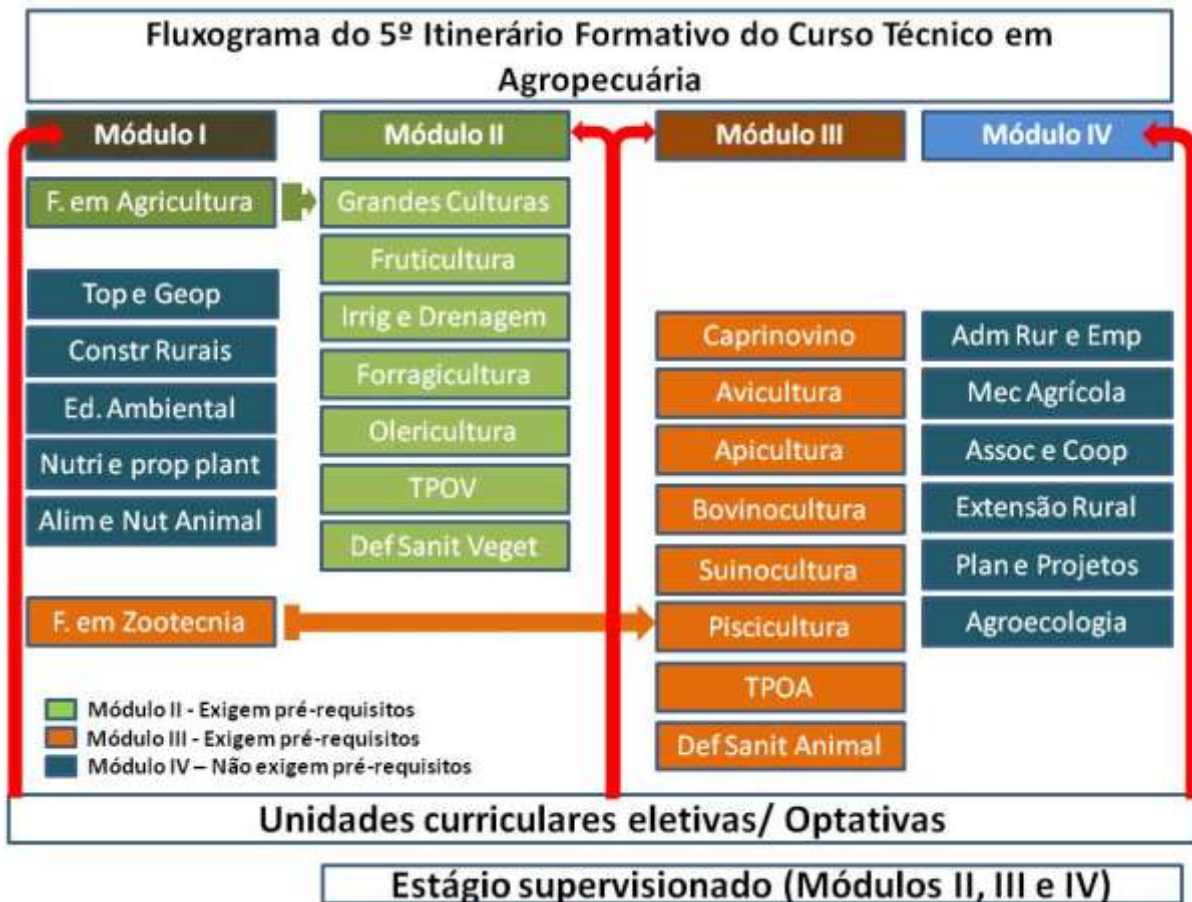 Fluxograma do 5º Itinerário Formativo do Curso Técnico em
Agropecuária
Módulo I
Módulo II
Módulo III
Módulo IV
F. em Agricultura
Top e Geop
Constr Rurais
Ed. Ambiental
Nutri e prop plant
Alim e Nut Animal
F. em Zootecnia
Grandes Culturas
Fruticultura
Irrig e Drenagem
Forragicultura
Olericultura
TPOV
Def Sanit Veget
Caprinovino
Avicultura
Apicultura
Bovinocultura
Suinocultura
Piscicultura
TPOA
Def Sanit Animal
Adm Rur e Emp
Mec Agrícola
Assoc e Coop
Extensão Rural
Plan e Projetos
Agroecologia
Módulo II - Exigem pré-requisitos
Módulo III - Exigem pré-requisitos
Módulo IV – Não exigem pré-requisitos
Unidades curriculares eletivas/ Optativas
Estágio supervisionado (Módulos II, III e IV)